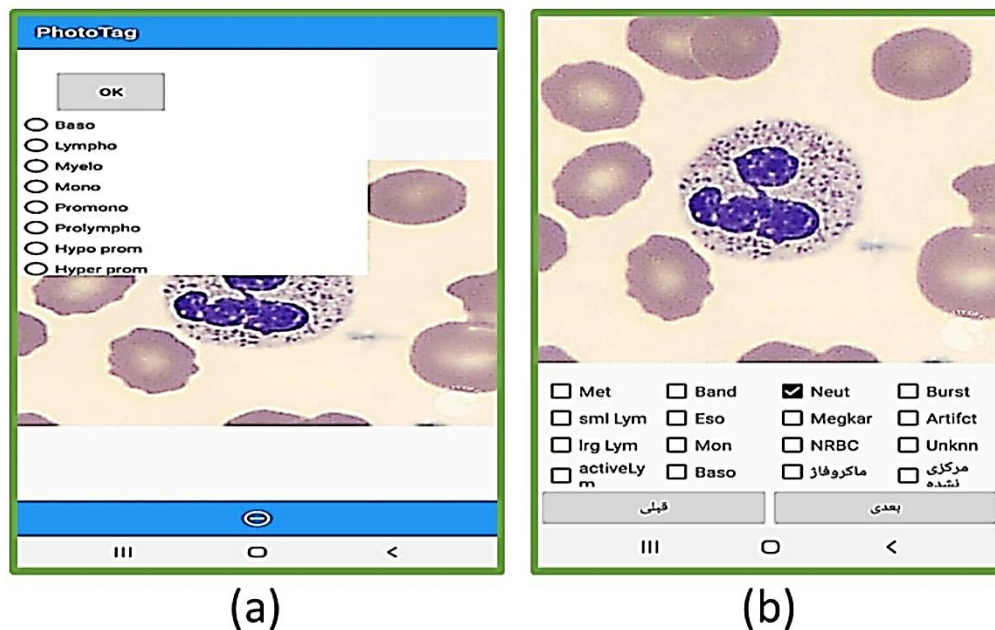 PhotoTag
OK
Baso
Lympho
Myelo
Mono
Promono
Prolympho
Hypo prom
Hyper prom
Met Band Neut Burst
sml Lym Eso Megkar Artifct
lrg Lym Mon NRBC Unknn
activeLy
m Baso ماکروفاژ مرکزی
نشده
قبلی بعدی
(a) (b)